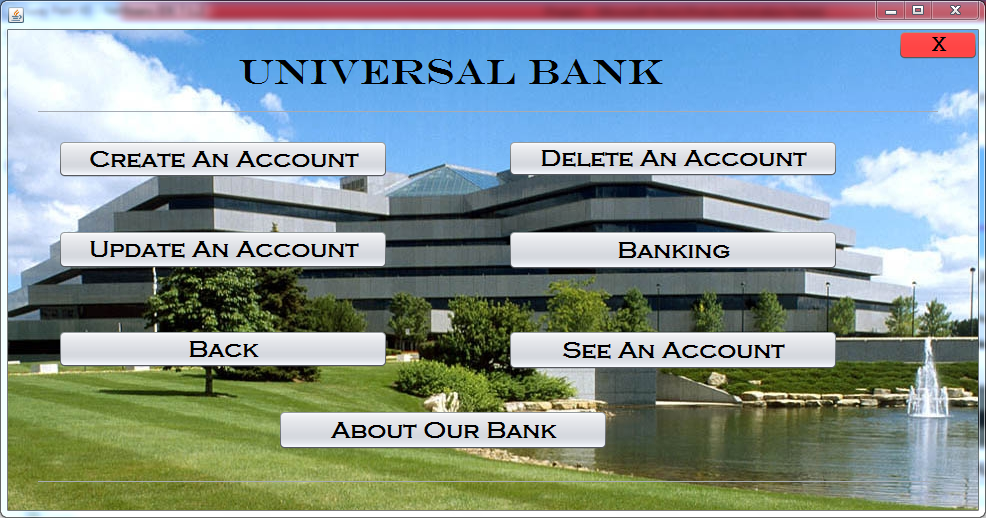 X
UNIVERSAL BANK
CREATE AN ACCOUNT
DELETE AN ACCOUNT
UPDATE AN ACCOUNT
BANKING
BACK
SEE AN ACCOUNT
ABOUT OUR BANK